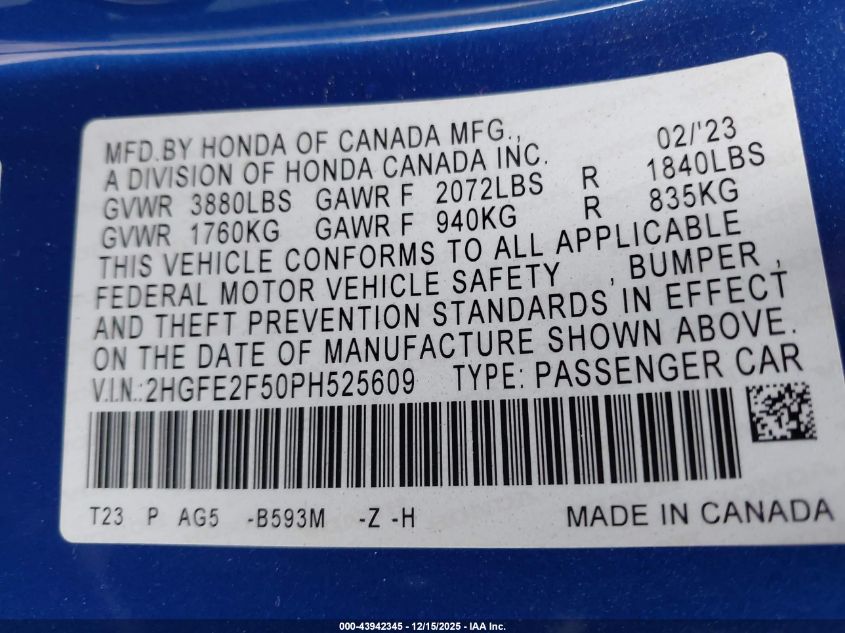 MFD.BY HONDA OF CANADA MFG., 02/'23
A DIVISION OF HONDA CANADA INC.
GVWR 3880LBS GAWR F 2072LBS R 1840LBS
GVWR 1760KG GAWR F 940KG R 835KG
THIS VEHICLE CONFORMS TO ALL APPLICABLE
FEDERAL MOTOR VEHICLE SAFETY , BUMPER ,
AND THEFT PREVENTION STANDARDS IN EFFECT
ON THE DATE OF MANUFACTURE SHOWN ABOVE.
V.I.N.:2HGFE2F50PH525609 TYPE: PASSENGER CAR
T23 P AG5 -B593M -Z -H MADE IN CANADA
000-43942345 - 12/15/2025 - IAA Inc.